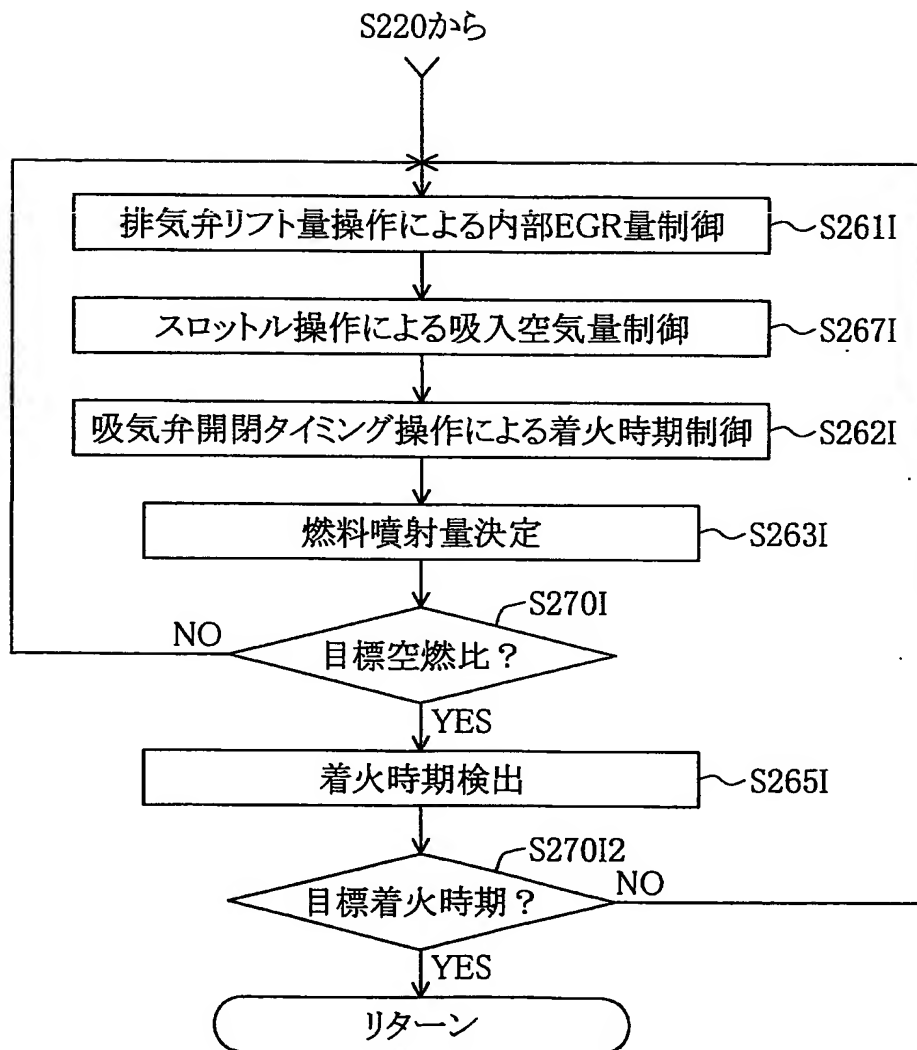 S220から
排気弁リフト量操作による内部EGR量制御
S261I
スロットル操作による吸入空気量制御
S267I
吸気弁開閉タイミング操作による着火時期制御
S262I
燃料噴射量決定
S263I
S270I
NO
目標空燃比？
YES
着火時期検出
S265I
S270I2
目標着火時期？
NO
YES
リターン